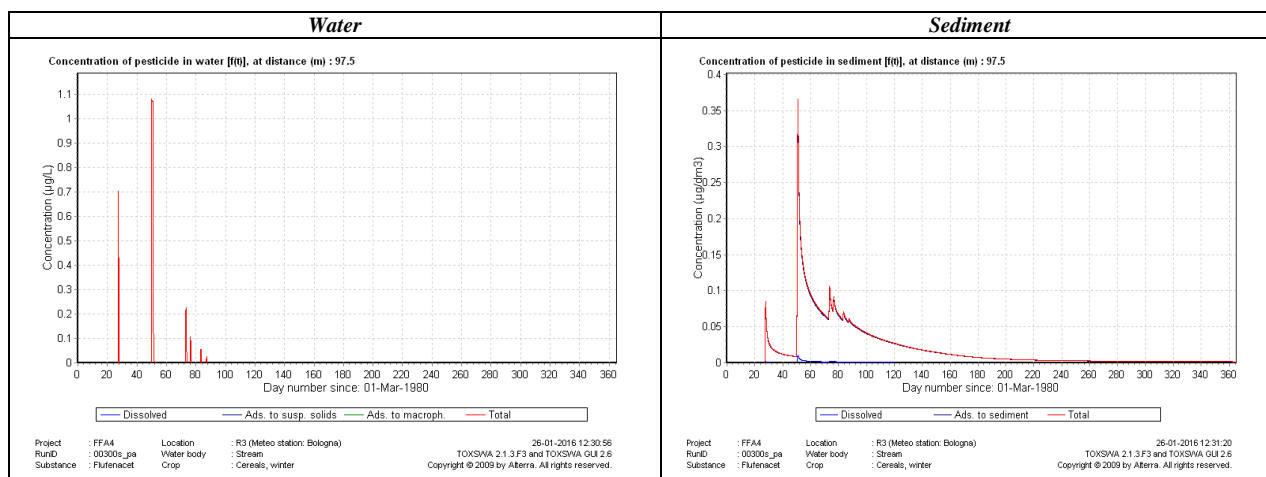 Water
Sediment
Concentration of pesticide in water [f(t)], at distance (m) : 97.5
1.1
1
0.9
0.8
0.7
0.6
0.5
0.4
0.3
0.2
0.1
0
Concentration (µg/L)
0 20 40 60 80 100 120 140 160 180 200 220 240 260 280 300 320 340 360
Day number since: 01-Mar-1980
Dissolved Ads. to susp. solids Ads. to macroph. Total
Project : FFA4 Location : R3 (Meteo station: Bologna) 26-01-2016 12:30:56
RunID : 00300s_pa Water body : Stream TOXSWA 2.1.3.F3 and TOXSWA GUI 2.6
Substance : Flufenacet Crop : Cereals, winter Copyright © 2009 by Alterra. All rights reserved.
Concentration of pesticide in sediment [f(t)], at distance (m) : 97.5
0.4
0.35
0.3
0.25
0.2
0.15
0.1
0.05
0
Concentration (µg/dm3)
0 20 40 60 80 100 120 140 160 180 200 220 240 260 280 300 320 340 360
Day number since: 01-Mar-1980
Dissolved Ads. to sediment Total
Project : FFA4 Location : R3 (Meteo station: Bologna) 26-01-2016 12:31:20
RunID : 00300s_pa Water body : Stream TOXSWA 2.1.3.F3 and TOXSWA GUI 2.6
Substance : Flufenacet Crop : Cereals, winter Copyright © 2009 by Alterra. All rights reserved.